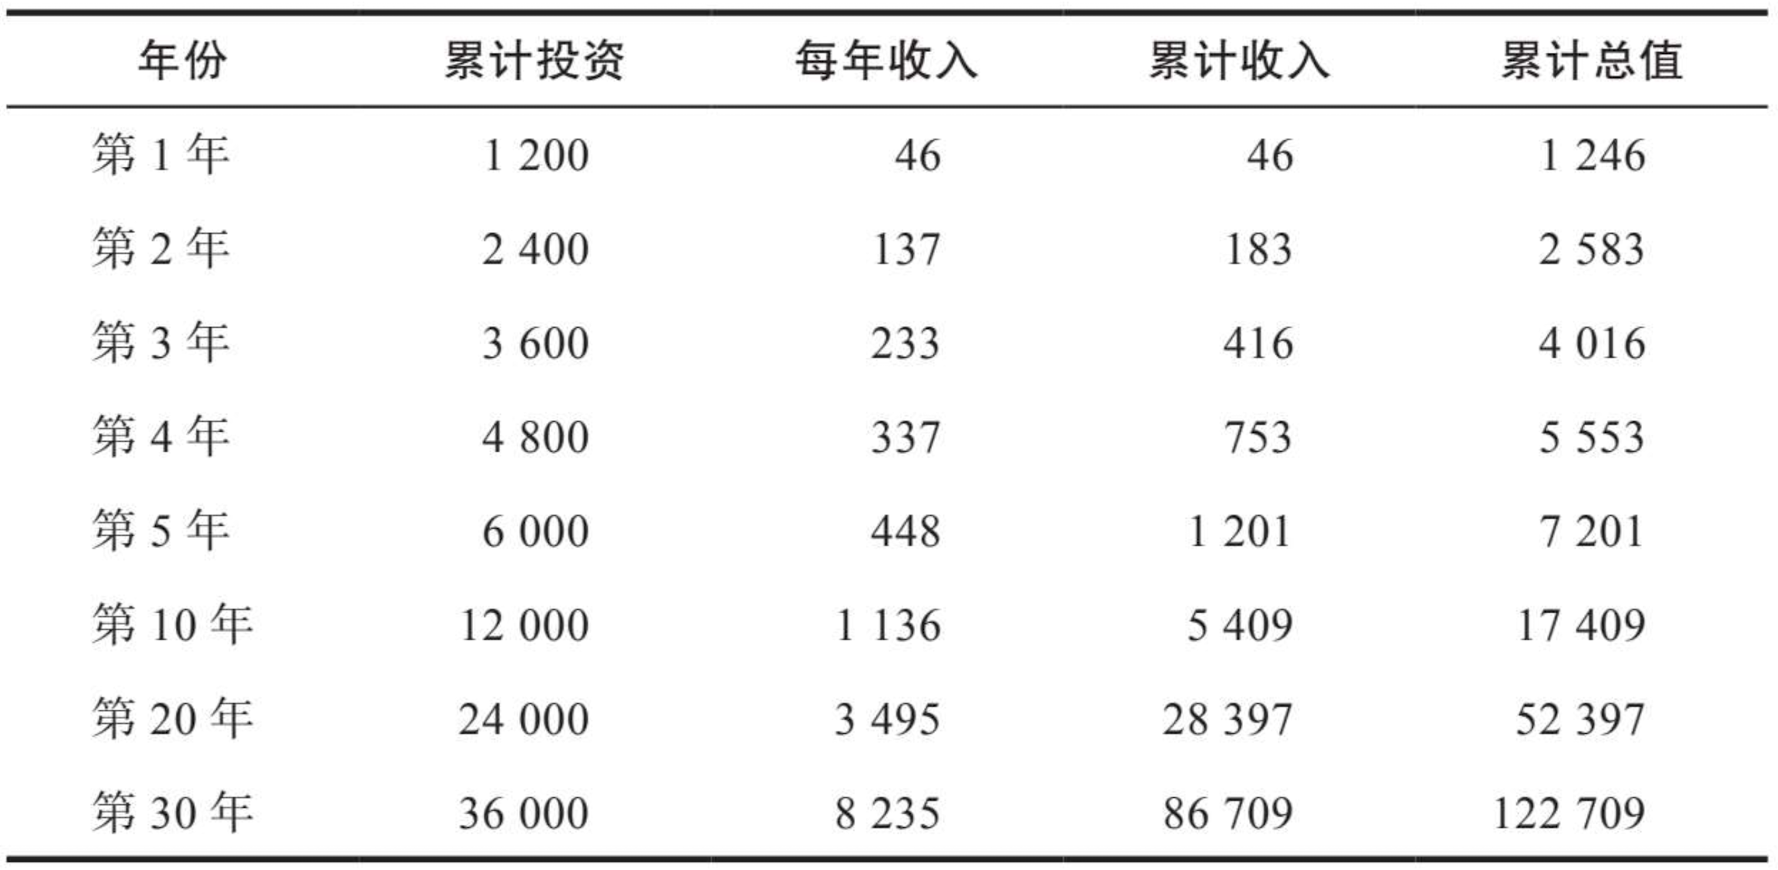 年份 累计投资 每年收入 累计收入 累计总值
第 1 年 1 200 46 46 1 246
第 2 年 2 400 137 183 2 583
第 3 年 3 600 233 416 4 016
第 4 年 4 800 337 753 5 553
第 5 年 6 000 448 1 201 7 201
第 10 年 12 000 1 136 5 409 17 409
第 20 年 24 000 3 495 28 397 52 397
第 30 年 36 000 8 235 86 709 122 709